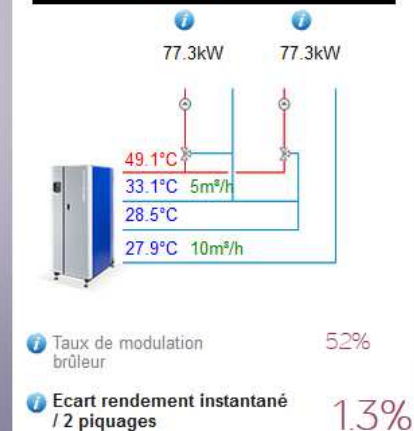 77.3kW 77.3kW
49.1°C
33.1°C 5m³/h
28.5°C
27.9°C 10m³/h
Taux de modulation
brûleur
52%
Ecart rendement instantané
/ 2 piquages
1.3%